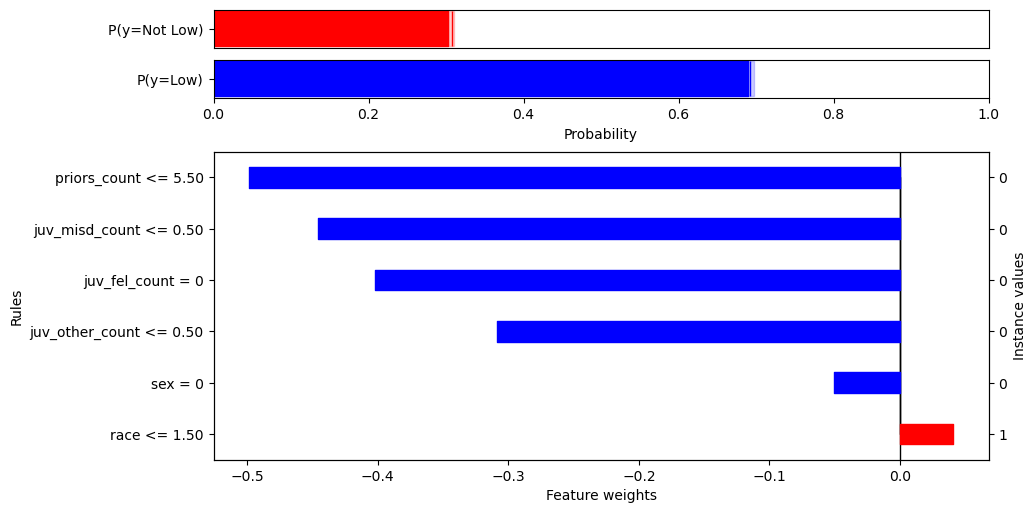 P(y=Not Low)
P(y=Low)
0.0 0.2 0.4 0.6 0.8 1.0
Probability
priors_count <= 5.50 0
juv_misd_count <= 0.50 0
juv_fel_count = 0 0
juv_other_count <= 0.50 0
sex = 0 0
race <= 1.50 1
Rules
Instance values
−0.5 −0.4 −0.3 −0.2 −0.1 0.0
Feature weights